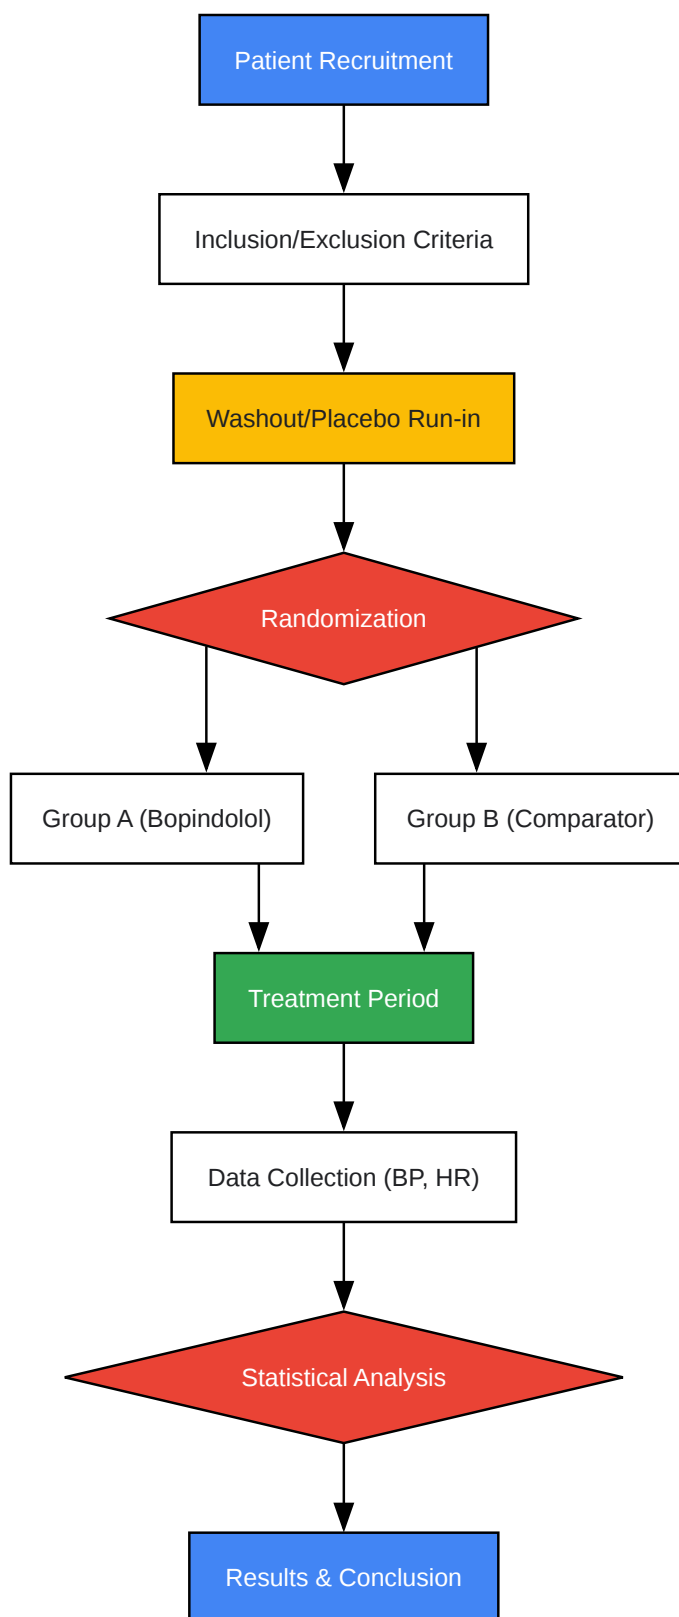 Patient Recruitment
Inclusion/Exclusion Criteria
Washout/Placebo Run-in
Randomization
Group A (Bopindolol)
Group B (Comparator)
Treatment Period
Data Collection (BP, HR)
Statistical Analysis
Results & Conclusion